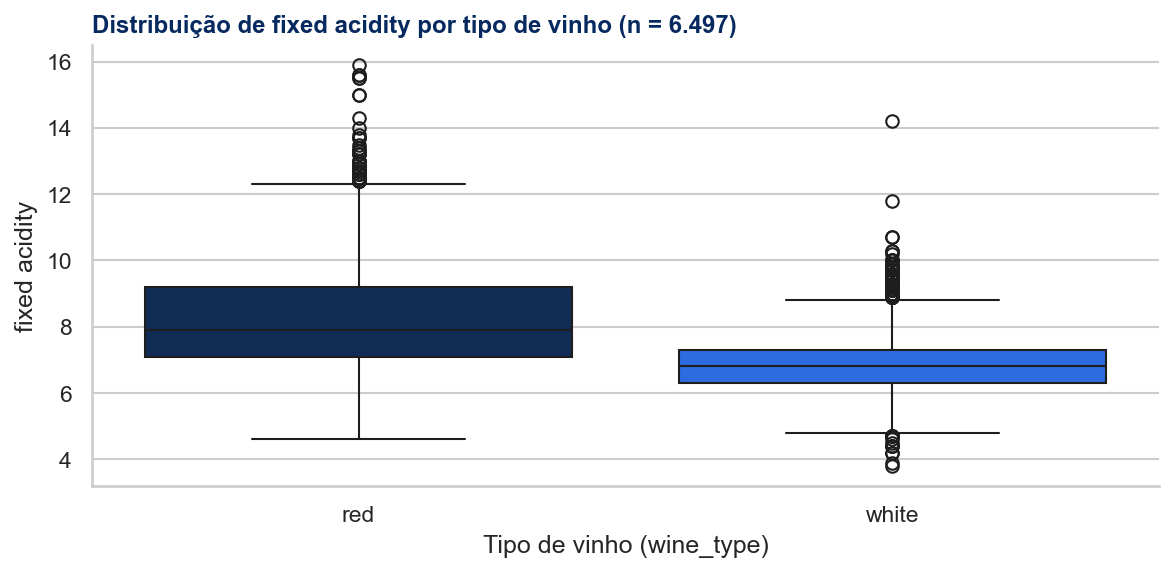 Distribuição de fixed acidity por tipo de vinho (n = 6.497)
fixed acidity
16
14
12
10
8
6
4
red
white
Tipo de vinho (wine_type)